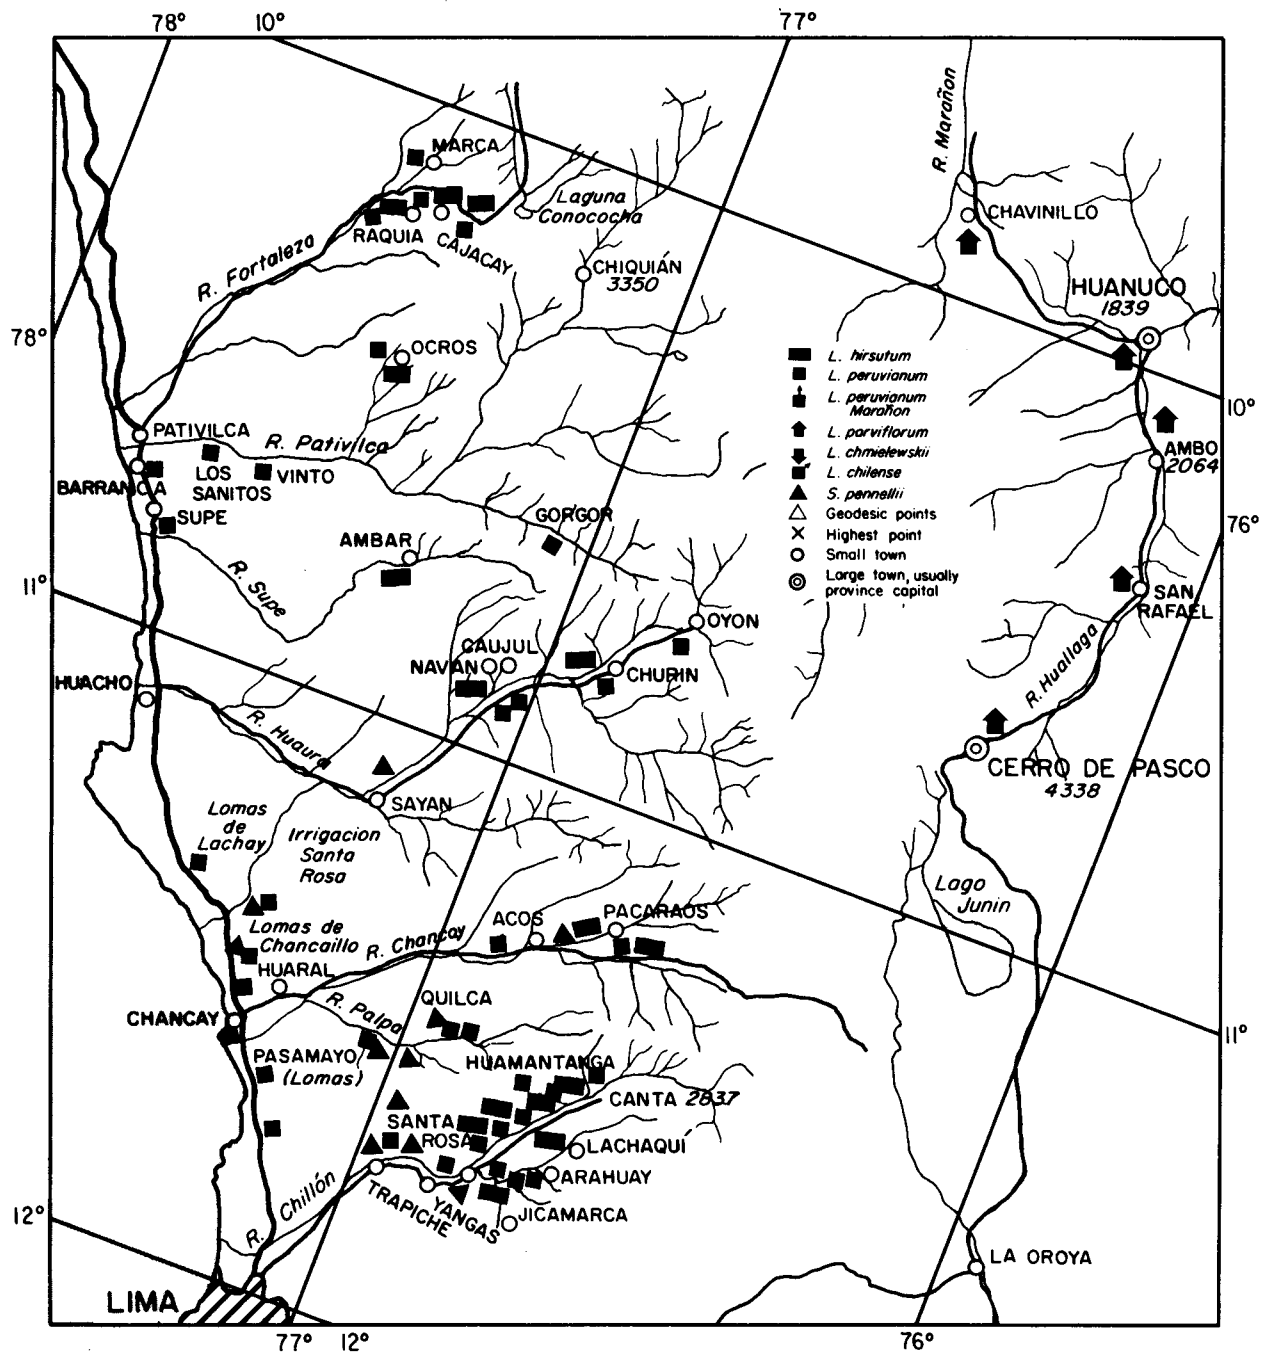 78° 10° 77°
R. Marañon
MARCA
Laguna
Conococha
CHAVINILLO
RAQUIA
CAJACAY
R. Fortaleza
CHIQUIÁN
3350
HUANUCO
1839
78°
OCROS
L. hirsutum
L. peruvianum
L. peruvianum
Marañon
L. parviflorum
L. chmielewskii
L. chilense
S. pennellii
Geodesic points
Highest point
Small town
Large town, usually
province capital
10°
PATIVILCA
R. Pativilca
AMBO
2064
BARRANCA
LOS
SANITOS
VINTO
SUPE
GORGOR
76°
AMBAR
11°
R. Supe
SAN
RAFAEL
OYON
CAUJUL
NAVAN
CHURIN
R. Huallaga
HUACHO
R. Huaura
CERRO DE PASCO
4338
SAYAN
Lomas
de
Lachay
Irrigacion
Santa
Rosa
Lago
Junin
Lomas de
Chancaillo
ACOS
PACARAOS
R. Chancay
HUARAL
QUILCA
CHANCAY
R. Palpa
11°
PASAMAYO
(Lomas)
HUAMANTANGA
CANTA 2837
SANTA
ROSA
LACHAQUÍ
ARAHUAY
TRAPICHE
YANGAS
JICAMARCA
12°
R. Chillón
LA OROYA
LIMA
77° 12° 76°